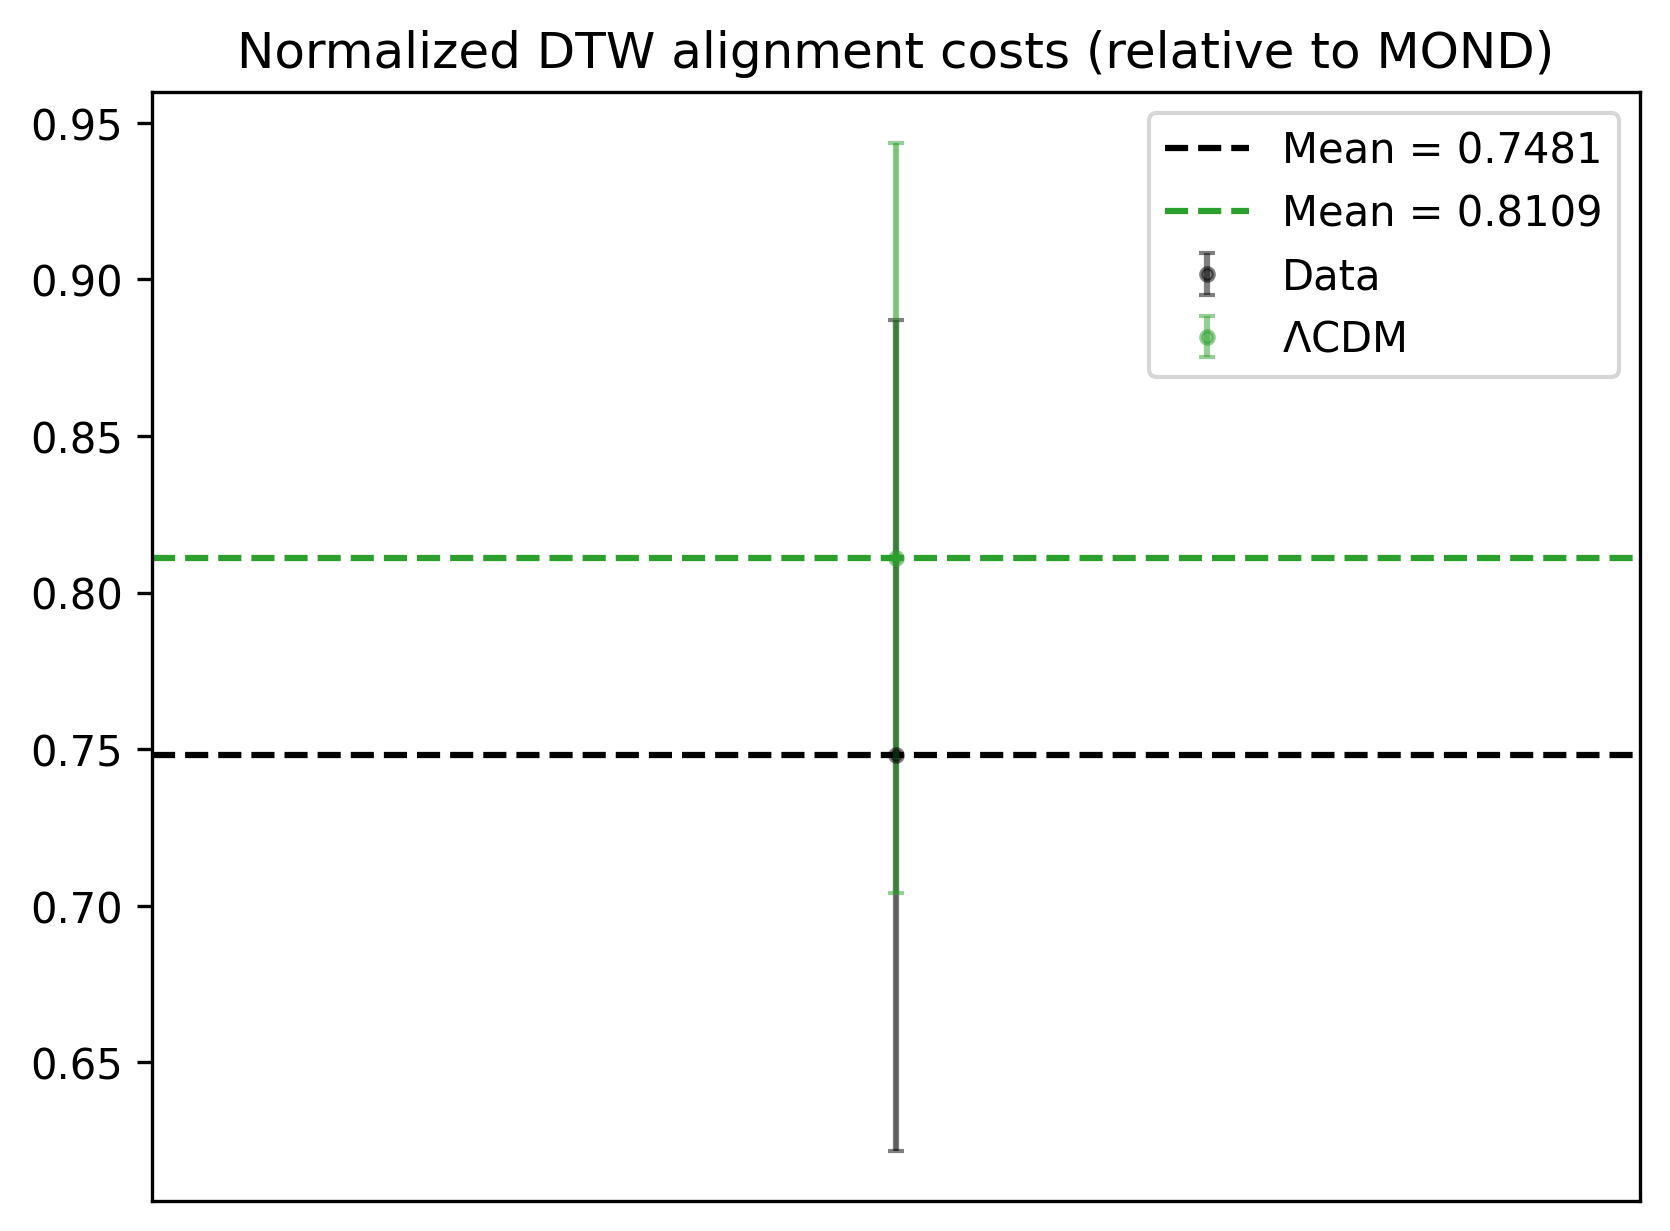 Normalized DTW alignment costs (relative to MOND)
0.95
0.90
0.85
0.80
0.75
0.70
0.65
Mean = 0.7481
Mean = 0.8109
Data
ΛCDM